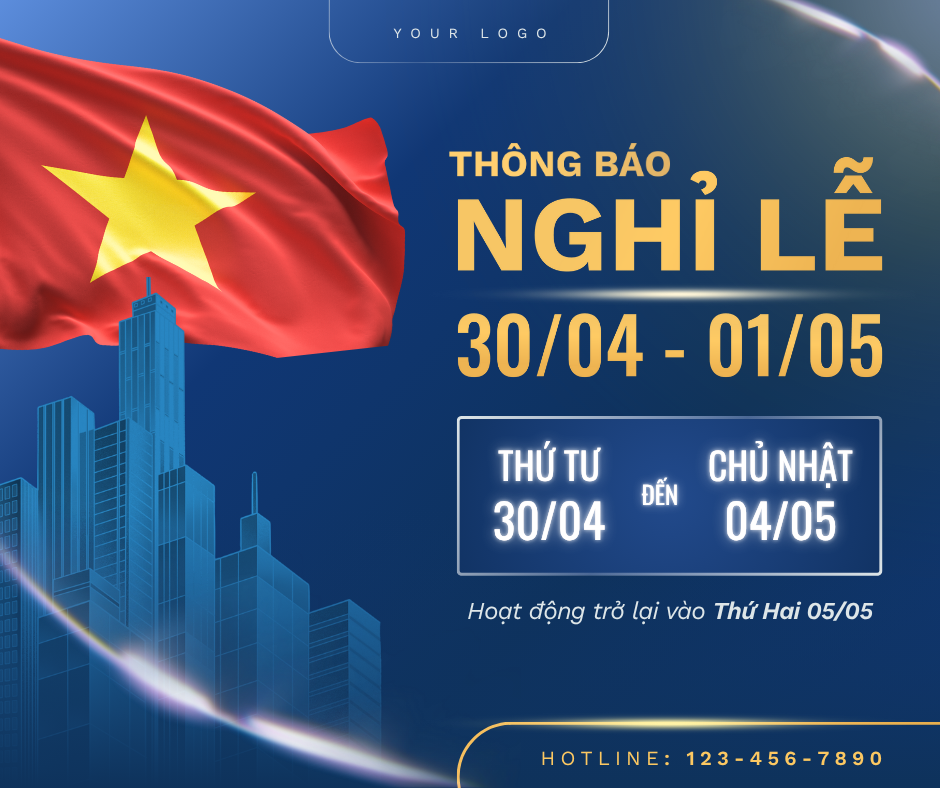 YOUR LOGO
THÔNG BÁO
NGHỈ LỄ
30/04 - 01/05
THỨ TƯ
30/04
ĐẾN
CHỦ NHẬT
04/05
Hoạt động trở lại vào Thứ Hai 05/05
HOTLINE: 123-456-7890